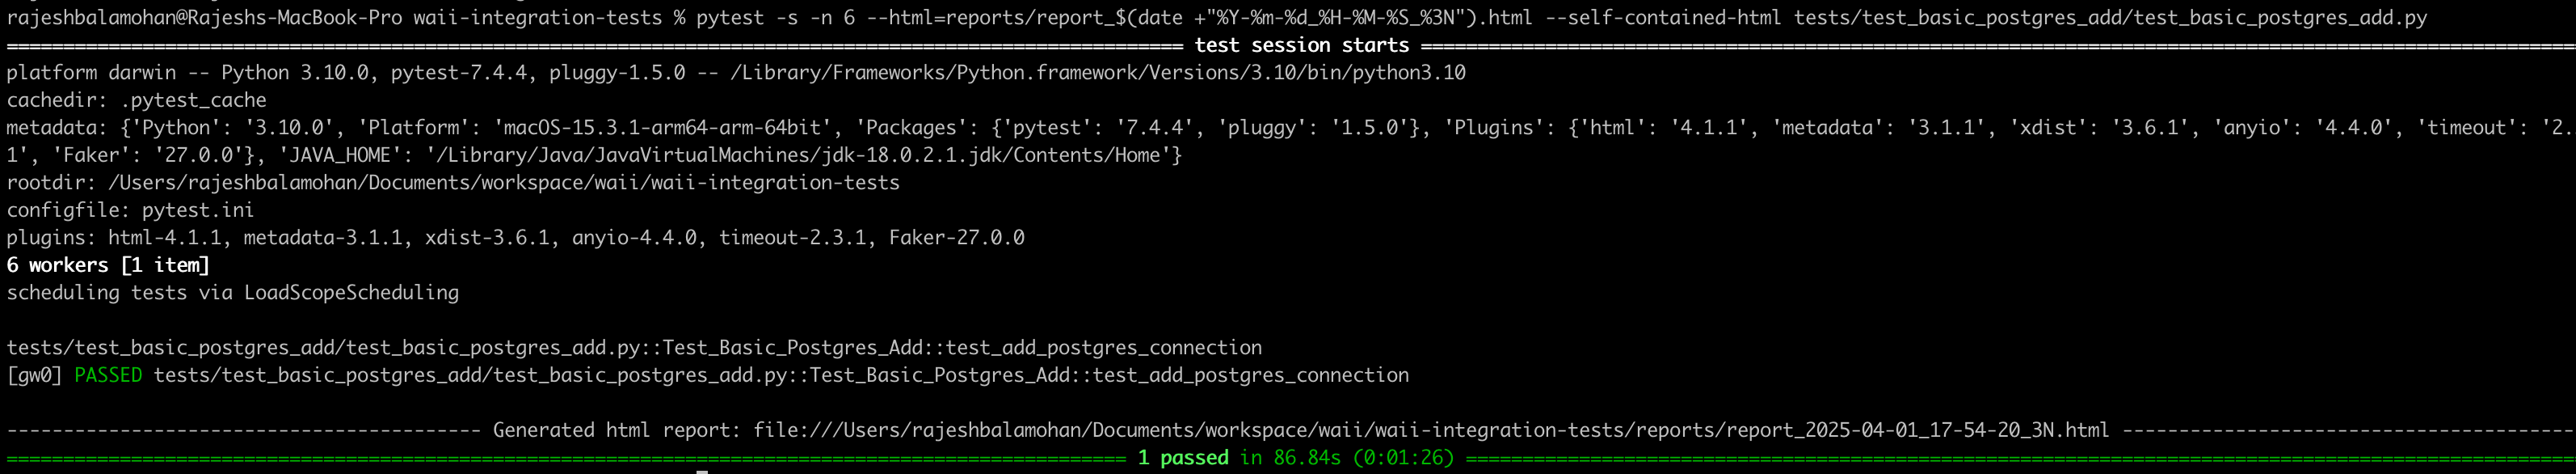 rajeshbalamohan@Rajeshs-MacBook-Pro waii-integration-tests % pytest -s -n 6 --html=reports/report_$(date +"%Y-%m-%d_%H-%M-%S_%3N").html --self-contained-html tests/test_basic_postgres_add/test_basic_postgres_add.py
======================================================================================================== test session starts ========================================================================================================
platform darwin -- Python 3.10.0, pytest-7.4.4, pluggy-1.5.0 -- /Library/Frameworks/Python.framework/Versions/3.10/bin/python3.10
cachedir: .pytest_cache
metadata: {'Python': '3.10.0', 'Platform': 'macOS-15.3.1-arm64-arm-64bit', 'Packages': {'pytest': '7.4.4', 'pluggy': '1.5.0'}, 'Plugins': {'html': '4.1.1', 'metadata': '3.1.1', 'xdist': '3.6.1', 'anyio': '4.4.0', 'timeout': '2.3.
1', 'Faker': '27.0.0'}, 'JAVA_HOME': '/Library/Java/JavaVirtualMachines/jdk-18.0.2.1.jdk/Contents/Home'}
rootdir: /Users/rajeshbalamohan/Documents/workspace/waii/waii-integration-tests
configfile: pytest.ini
plugins: html-4.1.1, metadata-3.1.1, xdist-3.6.1, anyio-4.4.0, timeout-2.3.1, Faker-27.0.0
6 workers [1 item]
scheduling tests via LoadScopeScheduling
tests/test_basic_postgres_add/test_basic_postgres_add.py::Test_Basic_Postgres_Add::test_add_postgres_connection
[gw0] PASSED tests/test_basic_postgres_add/test_basic_postgres_add.py::Test_Basic_Postgres_Add::test_add_postgres_connection
------------------------------------------ Generated html report: file:///Users/rajeshbalamohan/Documents/workspace/waii/waii-integration-tests/reports/report_2025-04-01_17-54-20_3N.html ------------------------------------------
=================================================================================================== 1 passed in 86.84s (0:01:26) ====================================================================================================